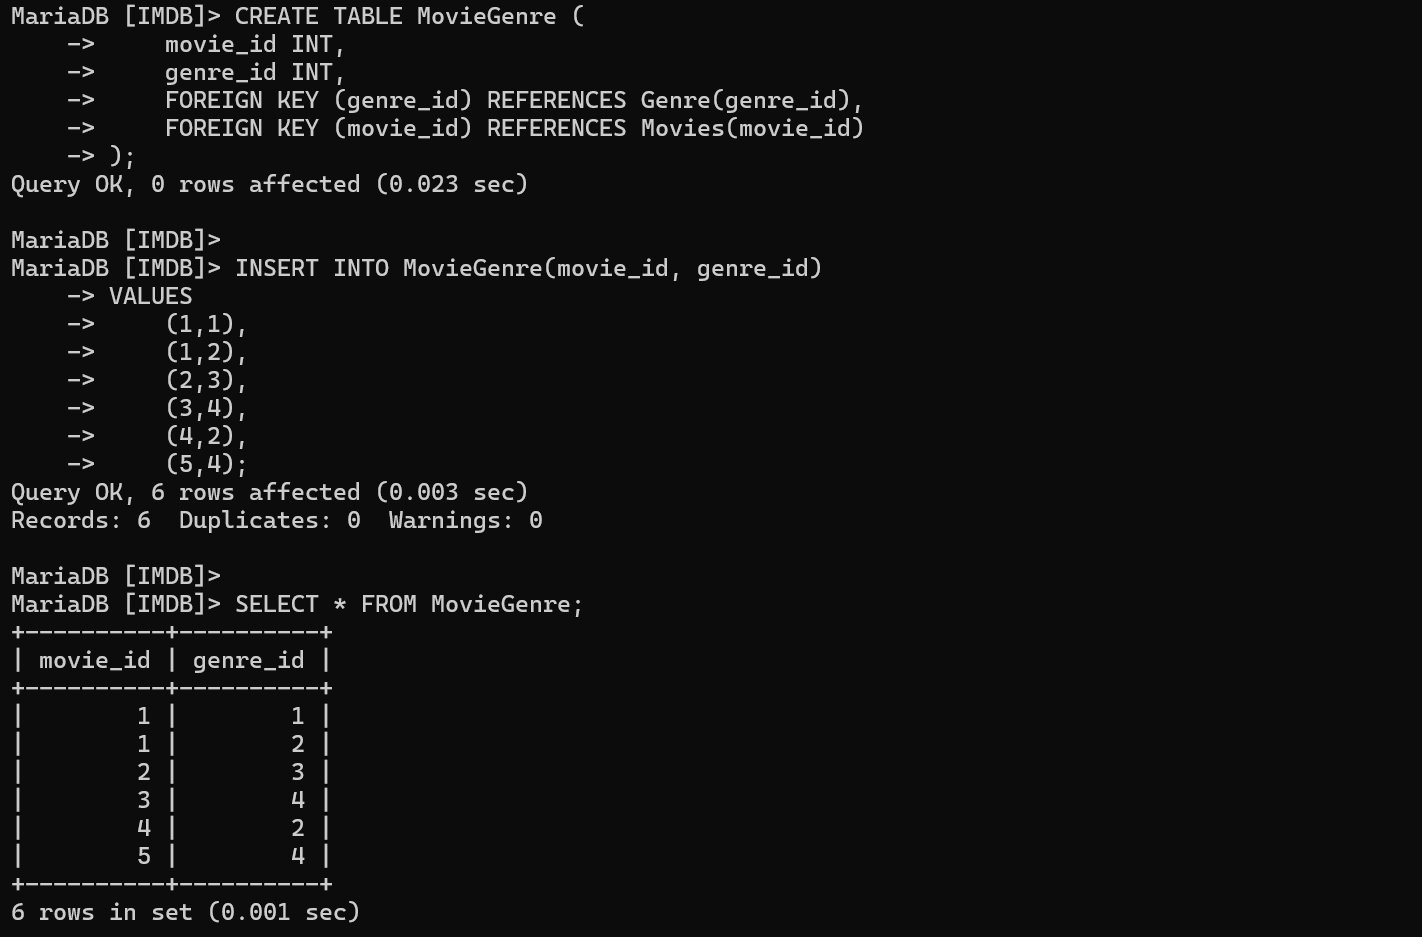 MariaDB [IMDB]> CREATE TABLE MovieGenre (
    ->     movie_id INT,
    ->     genre_id INT,
    ->     FOREIGN KEY (genre_id) REFERENCES Genre(genre_id),
    ->     FOREIGN KEY (movie_id) REFERENCES Movies(movie_id)
    -> );
Query OK, 0 rows affected (0.023 sec)

MariaDB [IMDB]>
MariaDB [IMDB]> INSERT INTO MovieGenre(movie_id, genre_id)
    -> VALUES
    ->     (1,1),
    ->     (1,2),
    ->     (2,3),
    ->     (3,4),
    ->     (4,2),
    ->     (5,4);
Query OK, 6 rows affected (0.003 sec)
Records: 6  Duplicates: 0  Warnings: 0

MariaDB [IMDB]>
MariaDB [IMDB]> SELECT * FROM MovieGenre;
+----------+----------+
| movie_id | genre_id |
+----------+----------+
|        1 |        1 |
|        1 |        2 |
|        2 |        3 |
|        3 |        4 |
|        4 |        2 |
|        5 |        4 |
+----------+----------+
6 rows in set (0.001 sec)